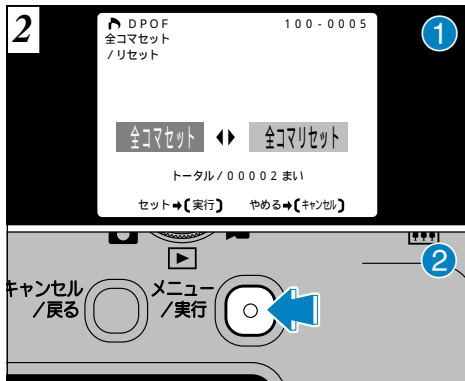 2
DPOF 100-0005
全コマセット
/リセット
1
全コマセット 全コマリセット
トータル/00002まい
セット➡【実行】 やめる➡【キャンセル】
2
キャンセル
/戻る
メニュー
/実行